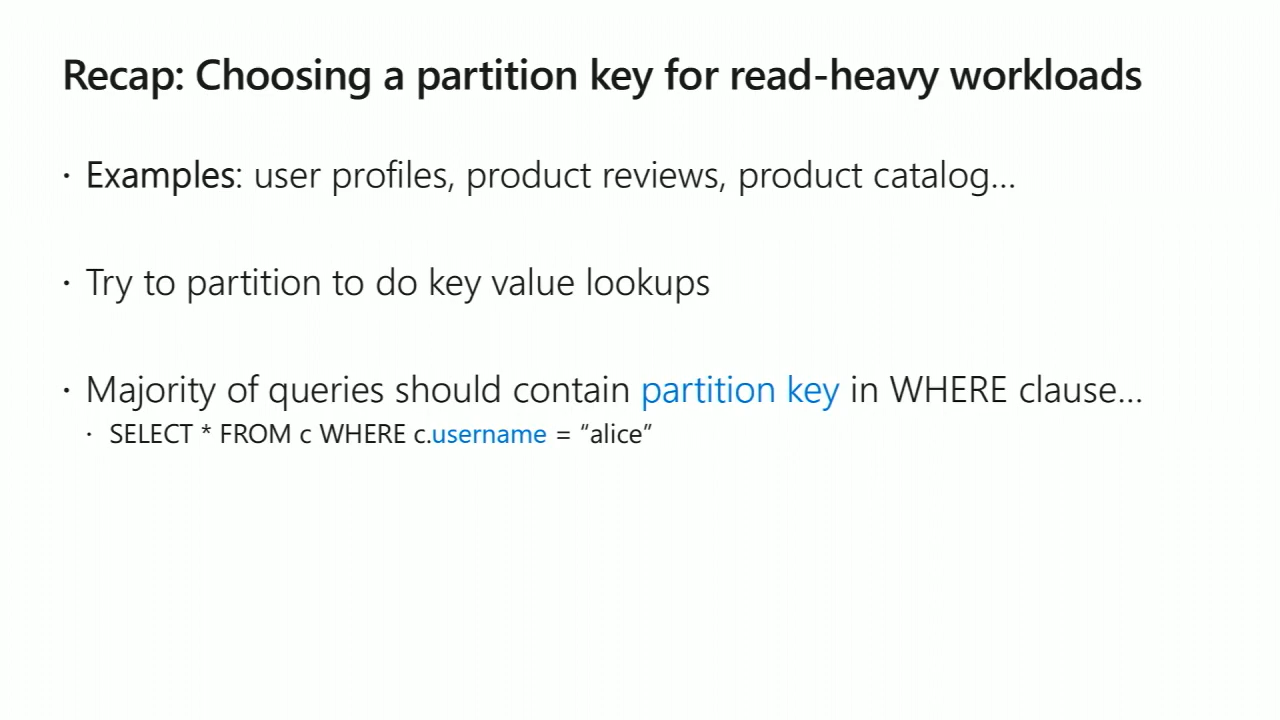 Recap: Choosing a partition key for read-heavy workloads
• Examples: user profiles, product reviews, product catalog…
• Try to partition to do key value lookups
• Majority of queries should contain partition key in WHERE clause…
• SELECT * FROM c WHERE c.username = “alice”